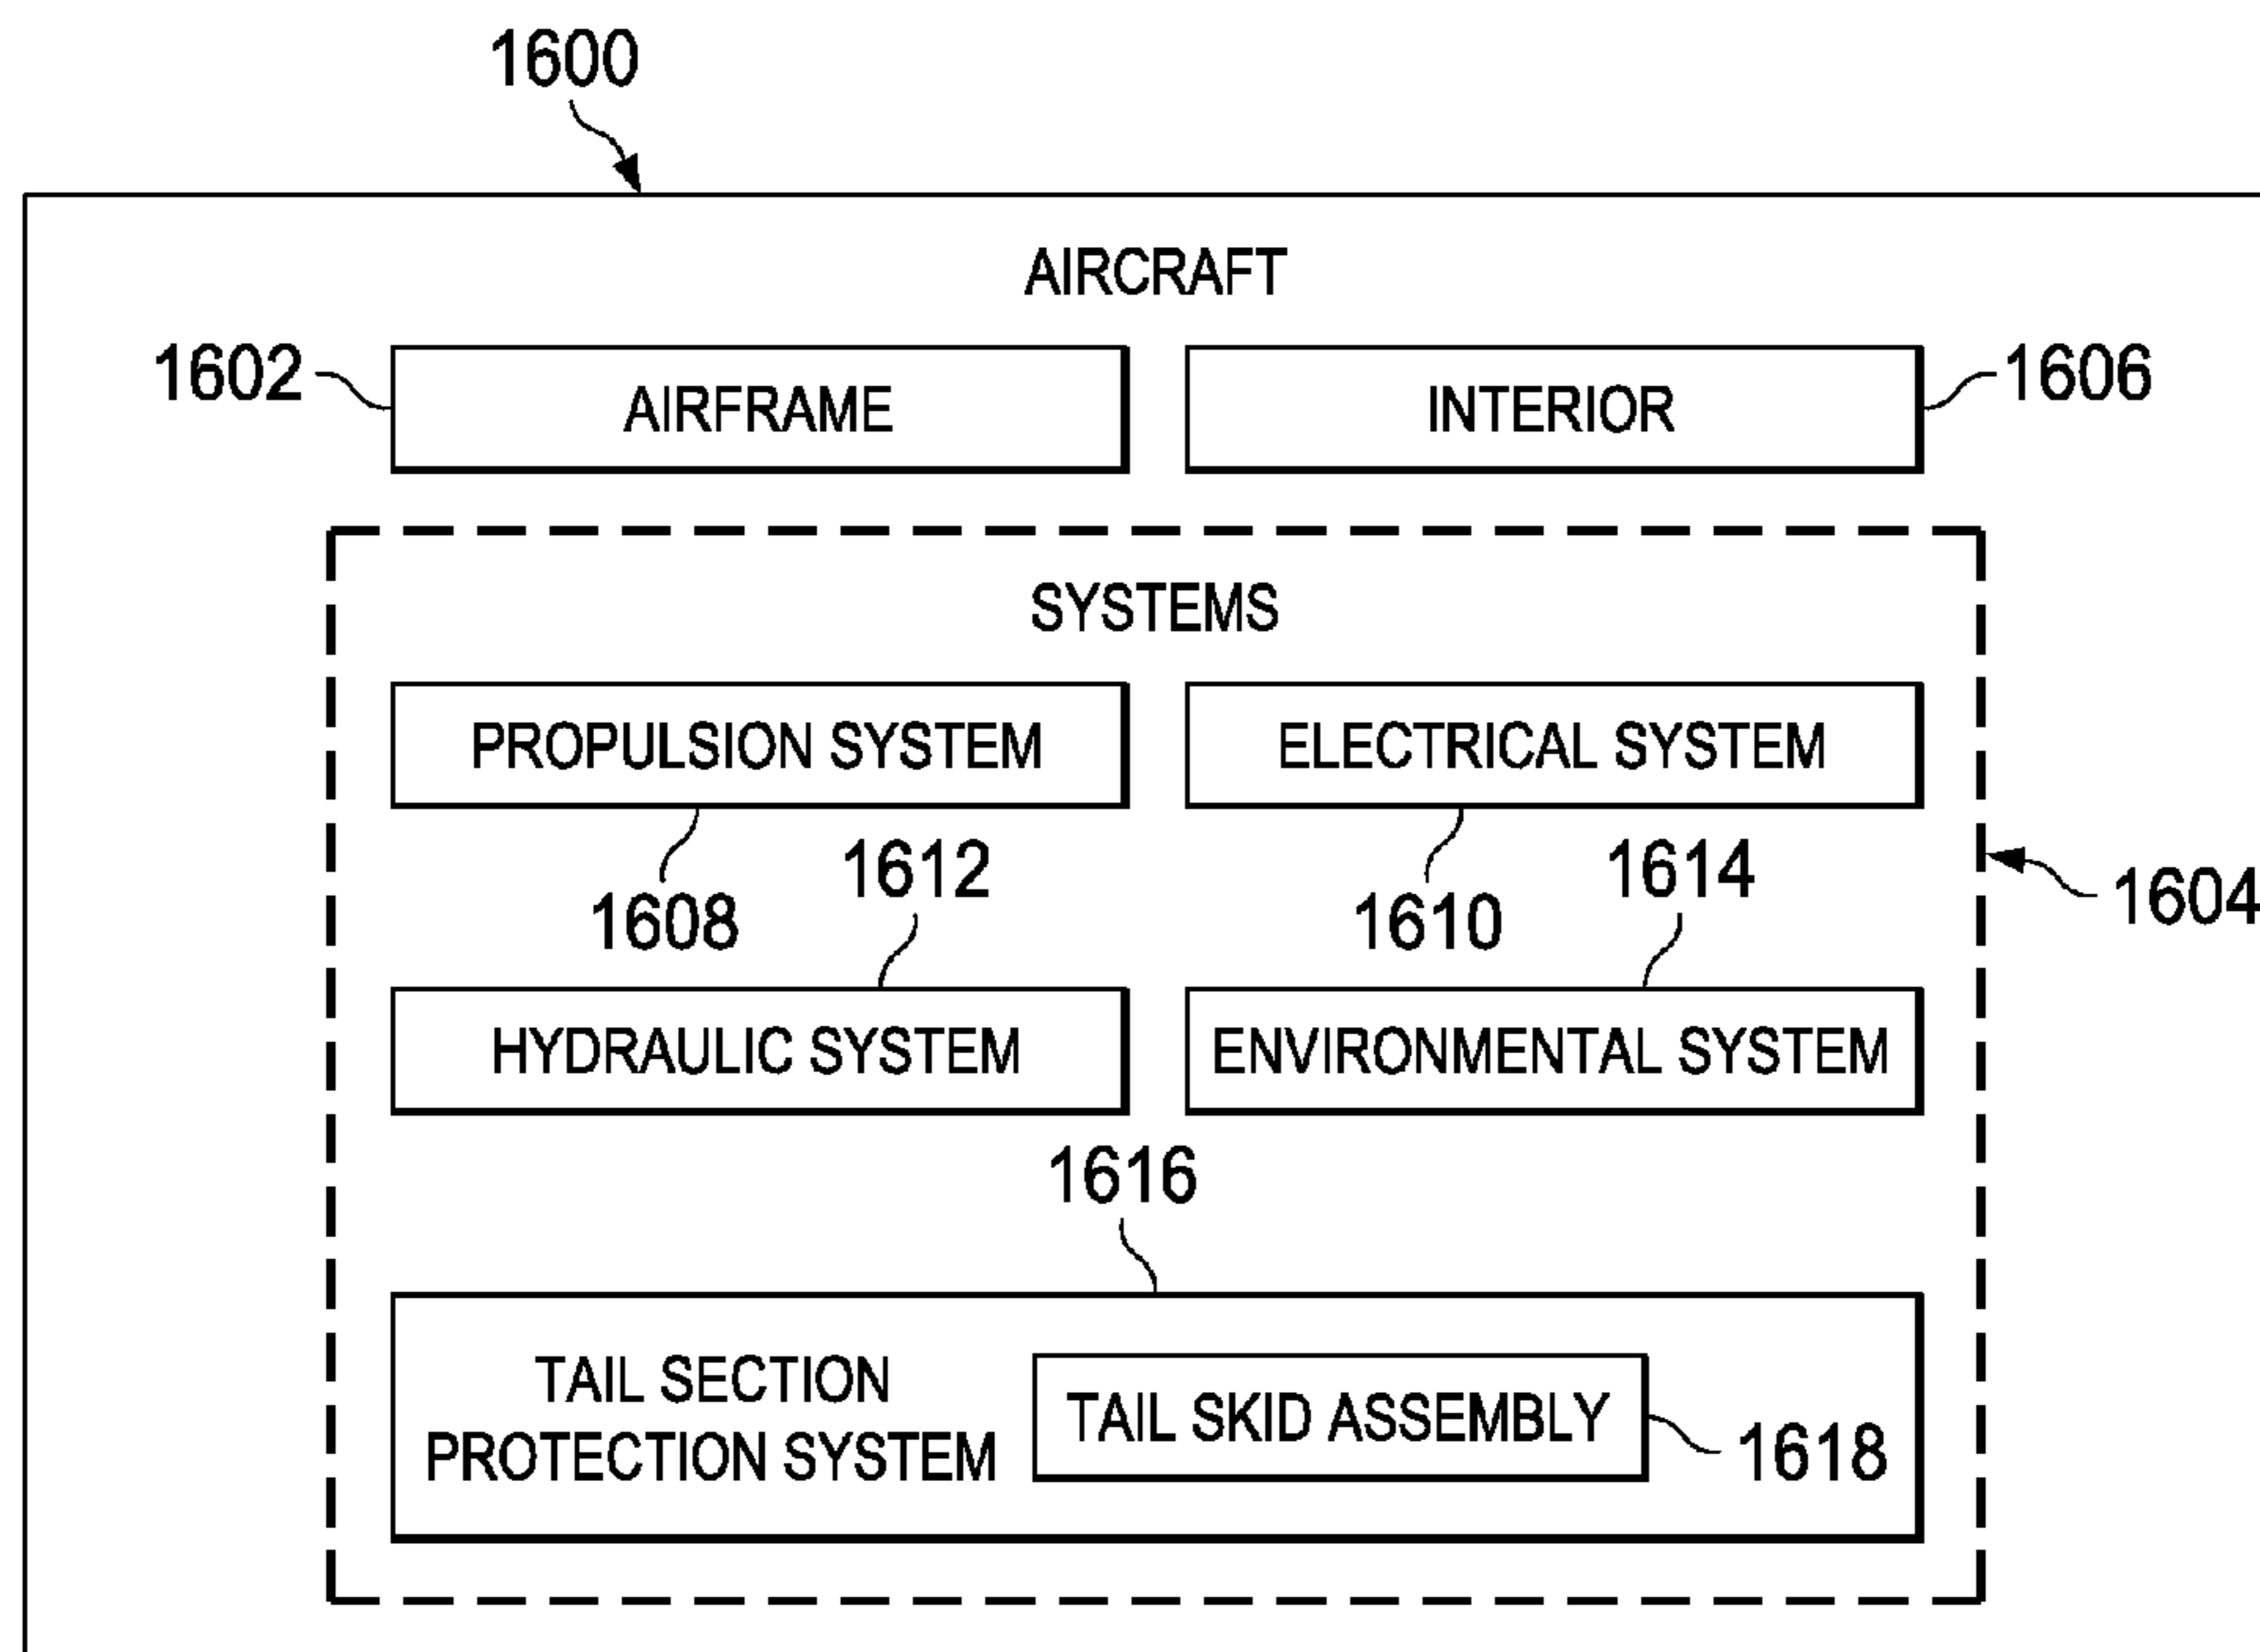 1600
AIRCRAFT
1602
AIRFRAME
INTERIOR
1606
SYSTEMS
PROPULSION SYSTEM
ELECTRICAL SYSTEM
1608
1612
1610
1614
1604
HYDRAULIC SYSTEM
ENVIRONMENTAL SYSTEM
1616
TAIL SECTION
PROTECTION SYSTEM
TAIL SKID ASSEMBLY
1618